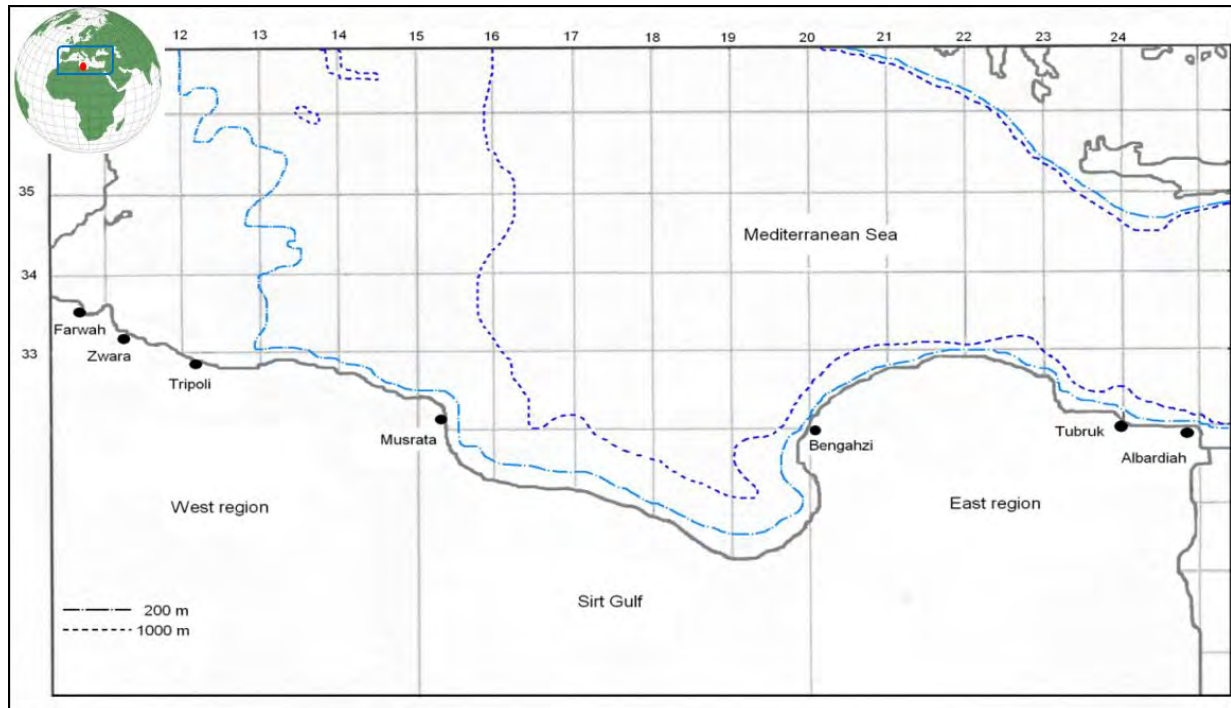 12 13 14 15 16 17 18 19 20 21 22 23 24
35
Mediterranean Sea
34
Farwah
33
Zwara
Tripoli
Musrata
Bengahzi
Tubruk
Albardiah
West region
East region
Sirt Gulf
200 m
1000 m